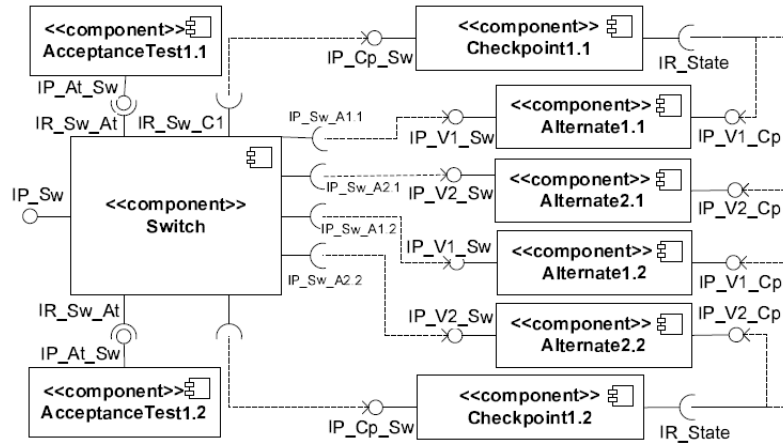 <<component>>
AcceptanceTest1.1
<<component>>
Checkpoint1.1
IP_Cp_Sw
IR_State
IP_At_Sw
IR_Sw_At
IR_Sw_C1
IP_Sw_A1.1
<<component>>
Alternate1.1
IP_V1_Sw
IP_V1_Cp
<<component>>
Switch
IP_Sw
IP_Sw_A2.1
<<component>>
Alternate2.1
IP_V2_Sw
IP_V2_Cp
IP_Sw_A1.2
IP_V1_Sw
<<component>>
Alternate1.2
IP_V1_Cp
IP_Sw_A2.2
IP_V2_Sw
<<component>>
Alternate2.2
IP_V2_Cp
IR_Sw_At
IP_At_Sw
<<component>>
AcceptanceTest1.2
IP_Cp_Sw
<<component>>
Checkpoint1.2
IR_State